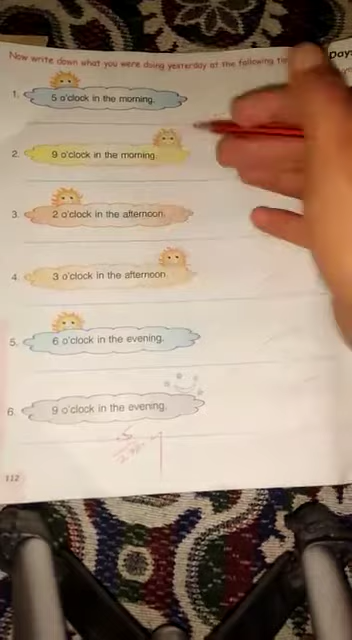 Now write down what you were doing yesterday at the following
1. 5 o'clock in the morning.
2. 9 o'clock in the morning.
3. 2 o'clock in the afternoon.
4. 3 o'clock in the afternoon.
5. 6 o'clock in the evening.
6. 9 o'clock in the evening.
112